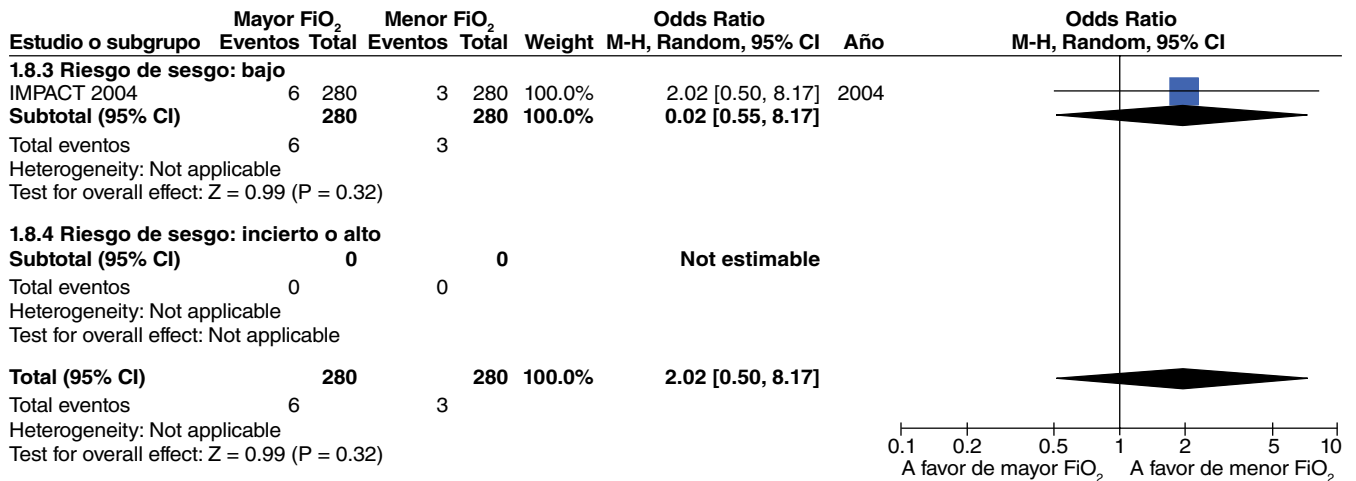 Mayor FiO₂ Menor FiO₂ Odds Ratio Odds Ratio
Estudio o subgrupo Eventos Total Eventos Total Weight M-H, Random, 95% CI Año M-H, Random, 95% CI
1.8.3 Riesgo de sesgo: bajo
IMPACT 2004 6 280 3 280 100.0% 2.02 [0.50, 8.17] 2004
Subtotal (95% CI) 280 280 100.0% 0.02 [0.55, 8.17]
Total eventos 6 3
Heterogeneity: Not applicable
Test for overall effect: Z = 0.99 (P = 0.32)
1.8.4 Riesgo de sesgo: incierto o alto
Subtotal (95% CI) 0 0 Not estimable
Total eventos 0 0
Heterogeneity: Not applicable
Test for overall effect: Not applicable
Total (95% CI) 280 280 100.0% 2.02 [0.50, 8.17]
Total eventos 6 3
Heterogeneity: Not applicable
Test for overall effect: Z = 0.99 (P = 0.32)
0.1 0.2 0.5 1 2 5 10
A favor de mayor FiO₂ A favor de menor FiO₂